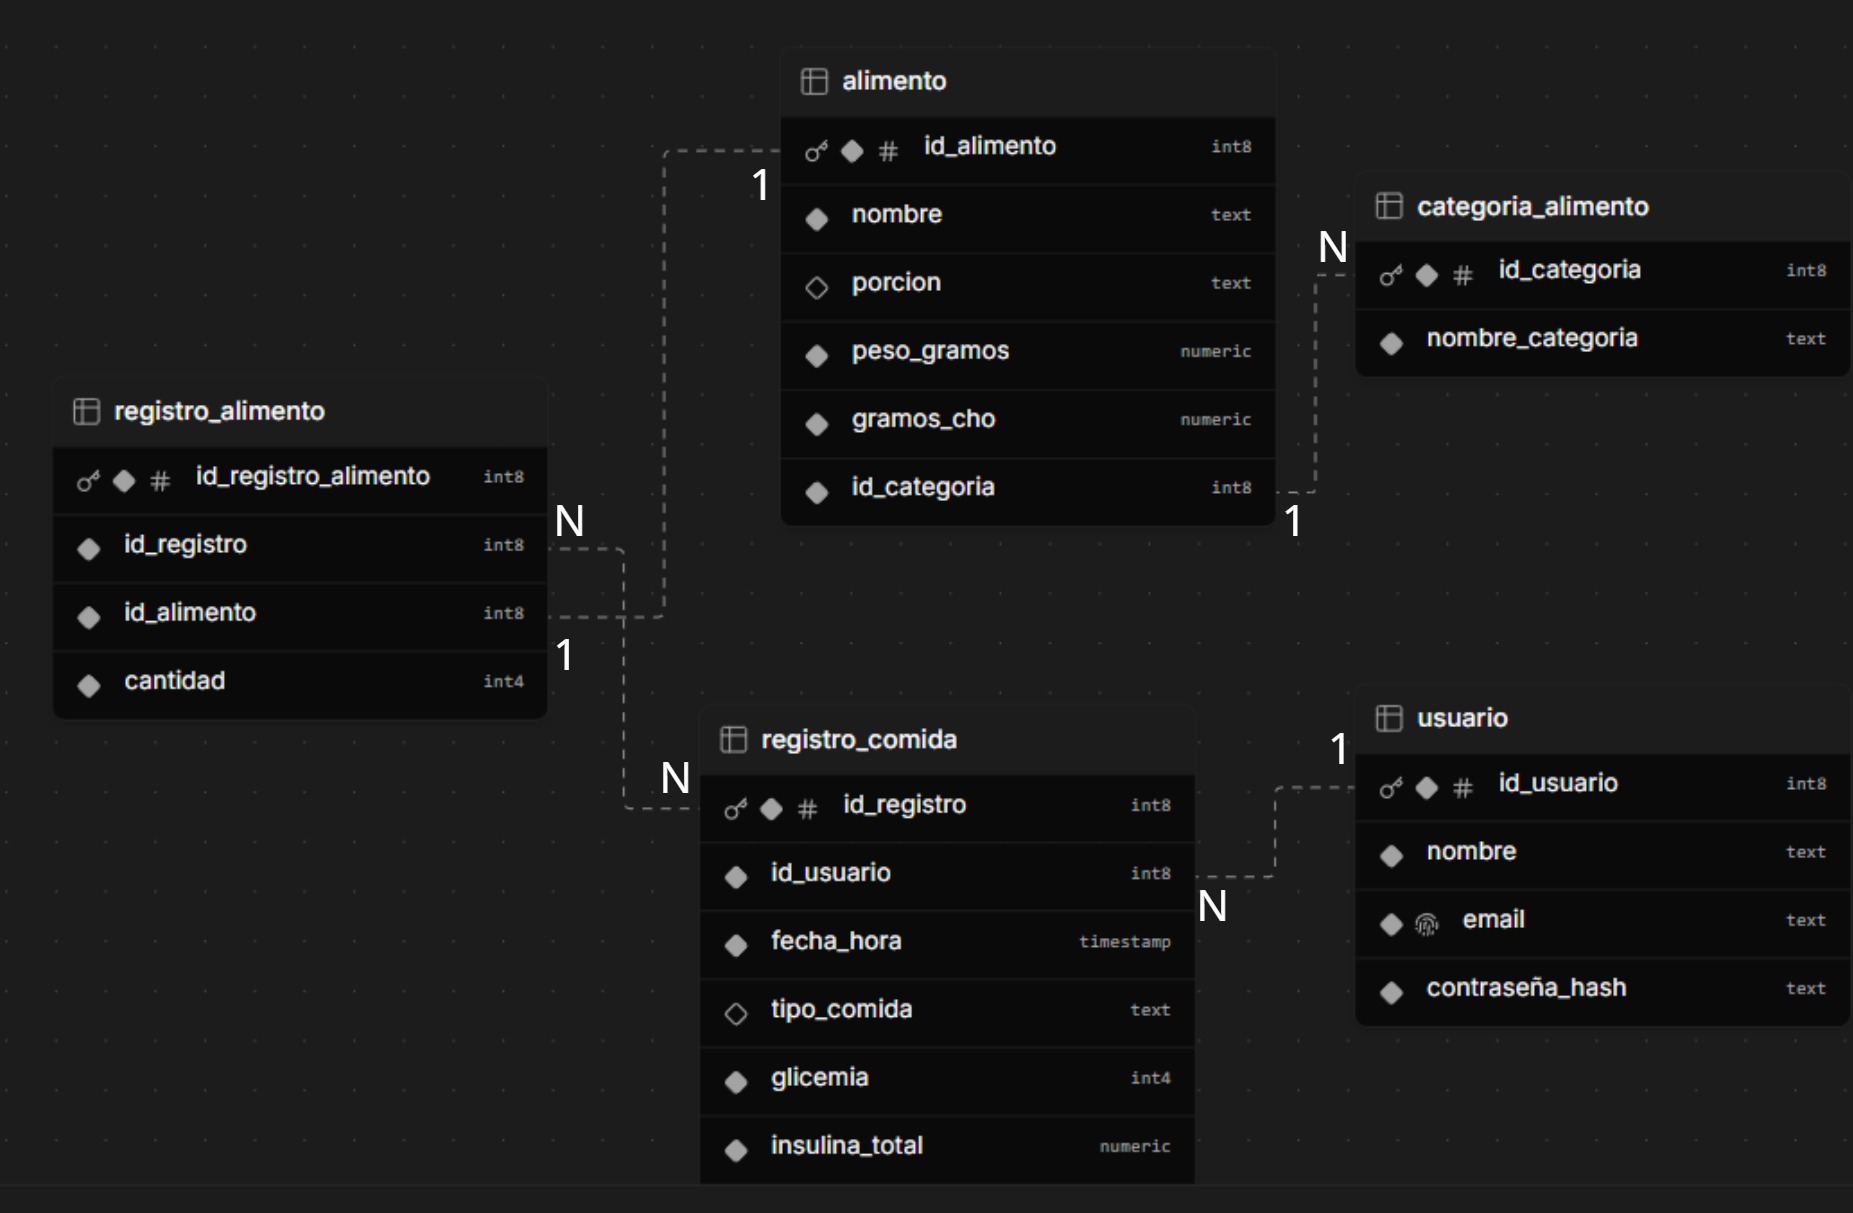 alimento
id_alimento int8
1
nombre text
porcion text
peso_gramos numeric
gramos_cho numeric
id_categoria int8
1
categoria_alimento
N
id_categoria int8
nombre_categoria text
registro_alimento
# id_registro_alimento int8
N
id_registro int8
id_alimento int8
1
cantidad int4
registro_comida
N
# id_registro int8
id_usuario int8
N
fecha_hora timestamp
tipo_comida text
glicemia int4
insulina_total numeric
usuario
1
# id_usuario int8
nombre text
email text
contraseña_hash text